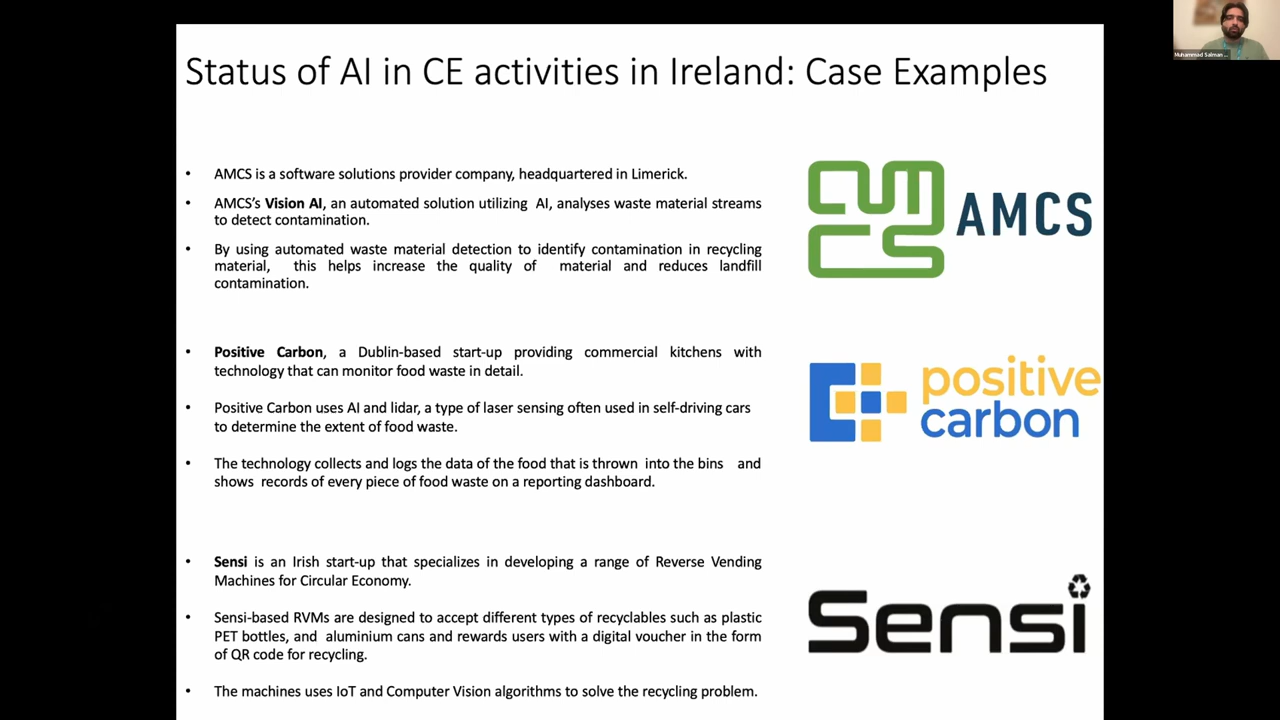 Status of AI in CE activities in Ireland: Case Examples
• AMCS is a software solutions provider company, headquartered in Limerick.
• AMCS's Vision AI, an automated solution utilizing AI, analyses waste material streams
to detect contamination.
• By using automated waste material detection to identify contamination in recycling
material, this helps increase the quality of material and reduces landfill
contamination.
AMCS
• Positive Carbon, a Dublin-based start-up providing commercial kitchens with
technology that can monitor food waste in detail.
• Positive Carbon uses AI and lidar, a type of laser sensing often used in self-driving cars
to determine the extent of food waste.
• The technology collects and logs the data of the food that is thrown into the bins and
shows records of every piece of food waste on a reporting dashboard.
positive
carbon
• Sensi is an Irish start-up that specializes in developing a range of Reverse Vending
Machines for Circular Economy.
• Sensi-based RVMs are designed to accept different types of recyclables such as plastic
PET bottles, and aluminium cans and rewards users with a digital voucher in the form
of QR code for recycling.
• The machines uses IoT and Computer Vision algorithms to solve the recycling problem.
Sensi
Muhammad Salman ...